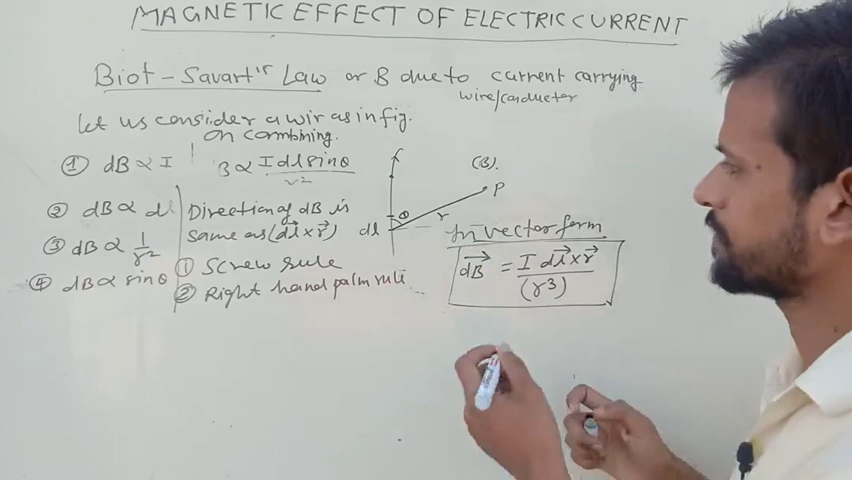 MAGNETIC EFFECT OF ELECTRIC CURRENT
Biot-Savart's Law or B due to current carrying
wire/conductor
let us consider a wir as in fig.
on combining.
① dB ∝ I
B ∝ I dl sinθ / r²
② dB ∝ dl
③ dB ∝ 1/r²
④ dB ∝ sinθ
Direction of dB is
same as (dl⃗ × r⃗)
① Screw rule
② Right hand palm rule
(B).
P
θ
r
dl
In vector form
dB⃗ = I dl⃗ × r⃗ / (r³)